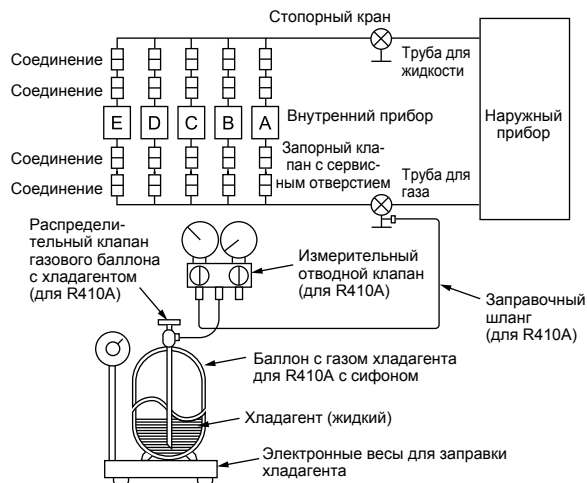 Стопорный кран
Соединение
Труба для
жидкости
Соединение
E D C B A
Внутренний прибор
Наружный
прибор
Соединение
Запорный кла-
пан с сервис-
ным отверстием
Труба для
газа
Соединение
Распредели-
тельный клапан
газового баллона
с хладагентом
(для R410A)
Измерительный
отводной клапан
(для R410A)
Заправочный
шланг
(для R410A)
Баллон с газом хладагента
для R410A с сифоном
Хладагент (жидкий)
Электронные весы для заправки
хладагента